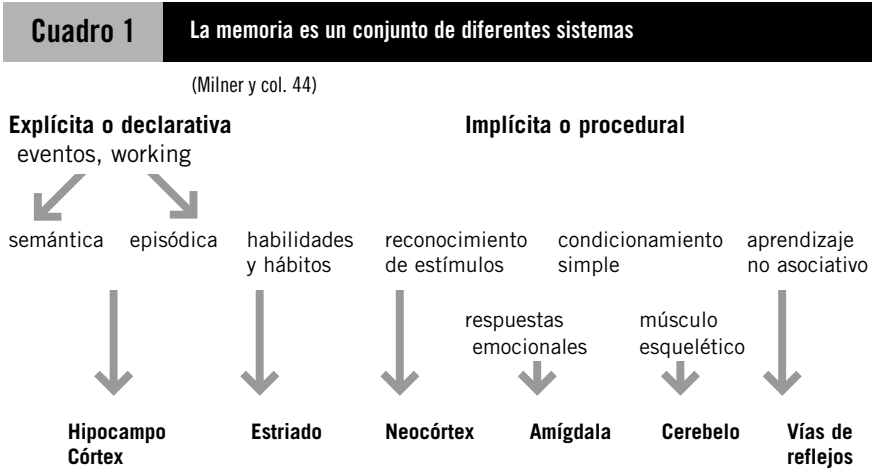 Cuadro 1
La memoria es un conjunto de diferentes sistemas
(Milner y col. 44)
Explícita o declarativa
eventos, working
Implícita o procedural
semántica
episódica
habilidades
y hábitos
reconocimiento
de estímulos
condicionamiento
simple
aprendizaje
no asociativo
respuestas
emocionales
músculo
esquelético
Hipocampo
Córtex
Estriado
Neocórtex
Amígdala
Cerebelo
Vías de
reflejos